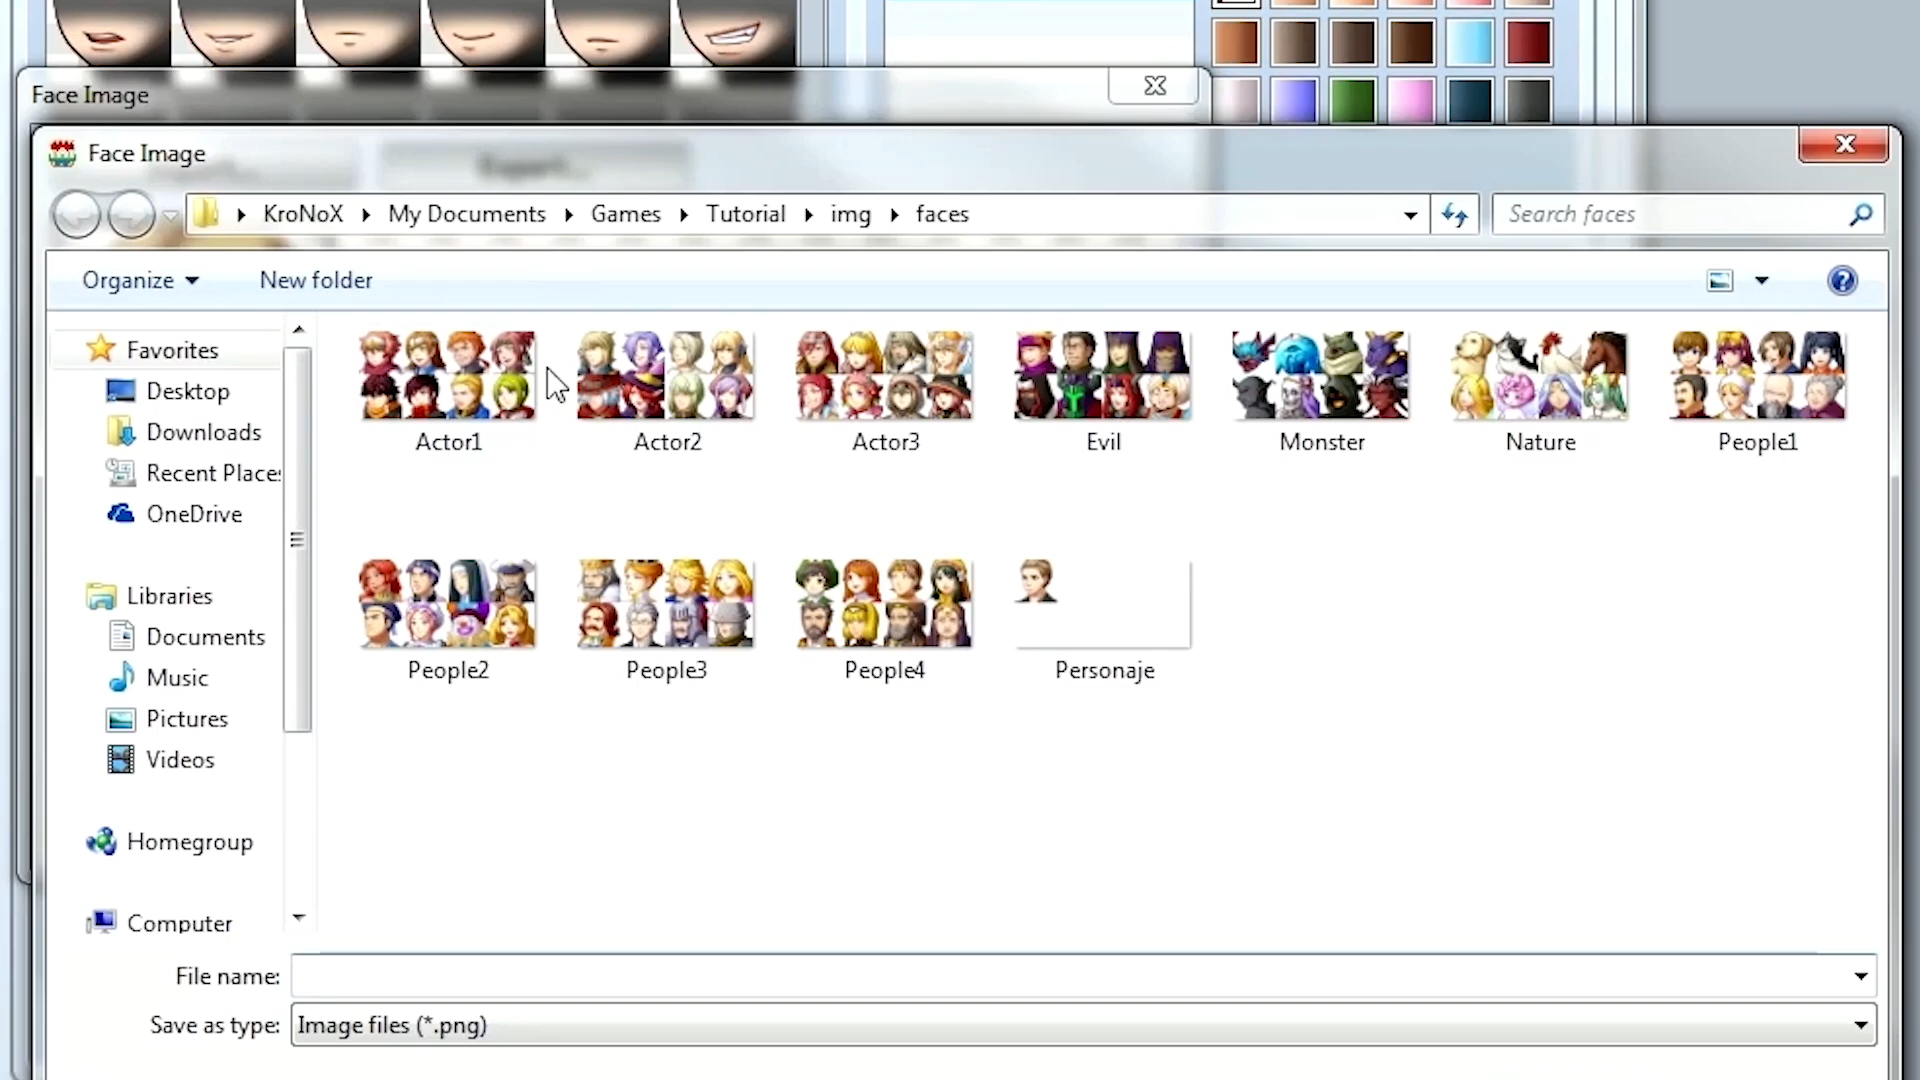 Face Image
Face Image
KroNoX My Documents Games Tutorial img faces
Search faces
Organize New folder
Favorites
Desktop
Downloads
Recent Places
OneDrive
Libraries
Documents
Music
Pictures
Videos
Homegroup
Computer
Actor1 Actor2 Actor3 Evil Monster Nature People1
People2 People3 People4 Personaje
File name:
Save as type: Image files (*.png)